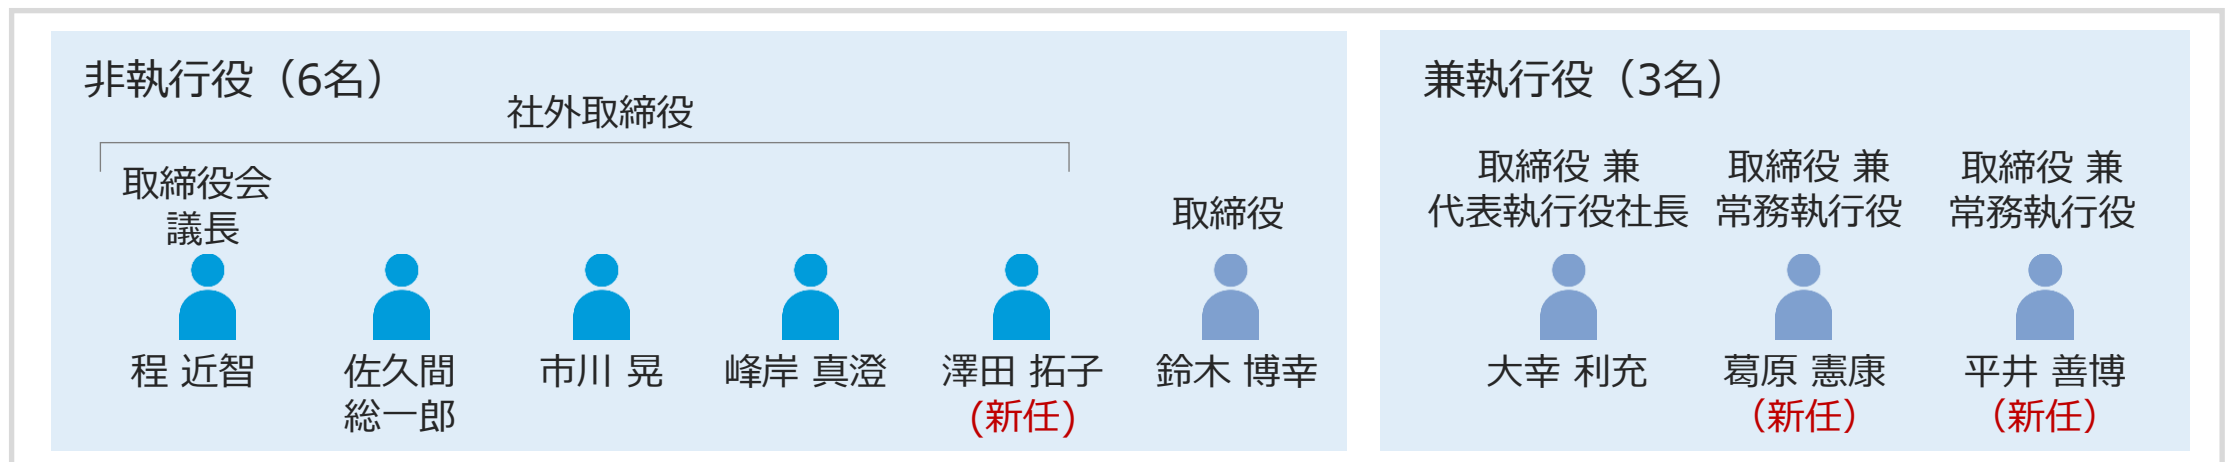 非執行役（6名）
社外取締役
取締役会
議長
取締役
程 近智
佐久間
総一郎
市川 晃
峰岸 真澄
澤田 拓子
(新任)
鈴木 博幸
兼執行役（3名）
取締役 兼
代表執行役社長
取締役 兼
常務執行役
取締役 兼
常務執行役
大幸 利充
葛原 憲康
（新任）
平井 善博
（新任）